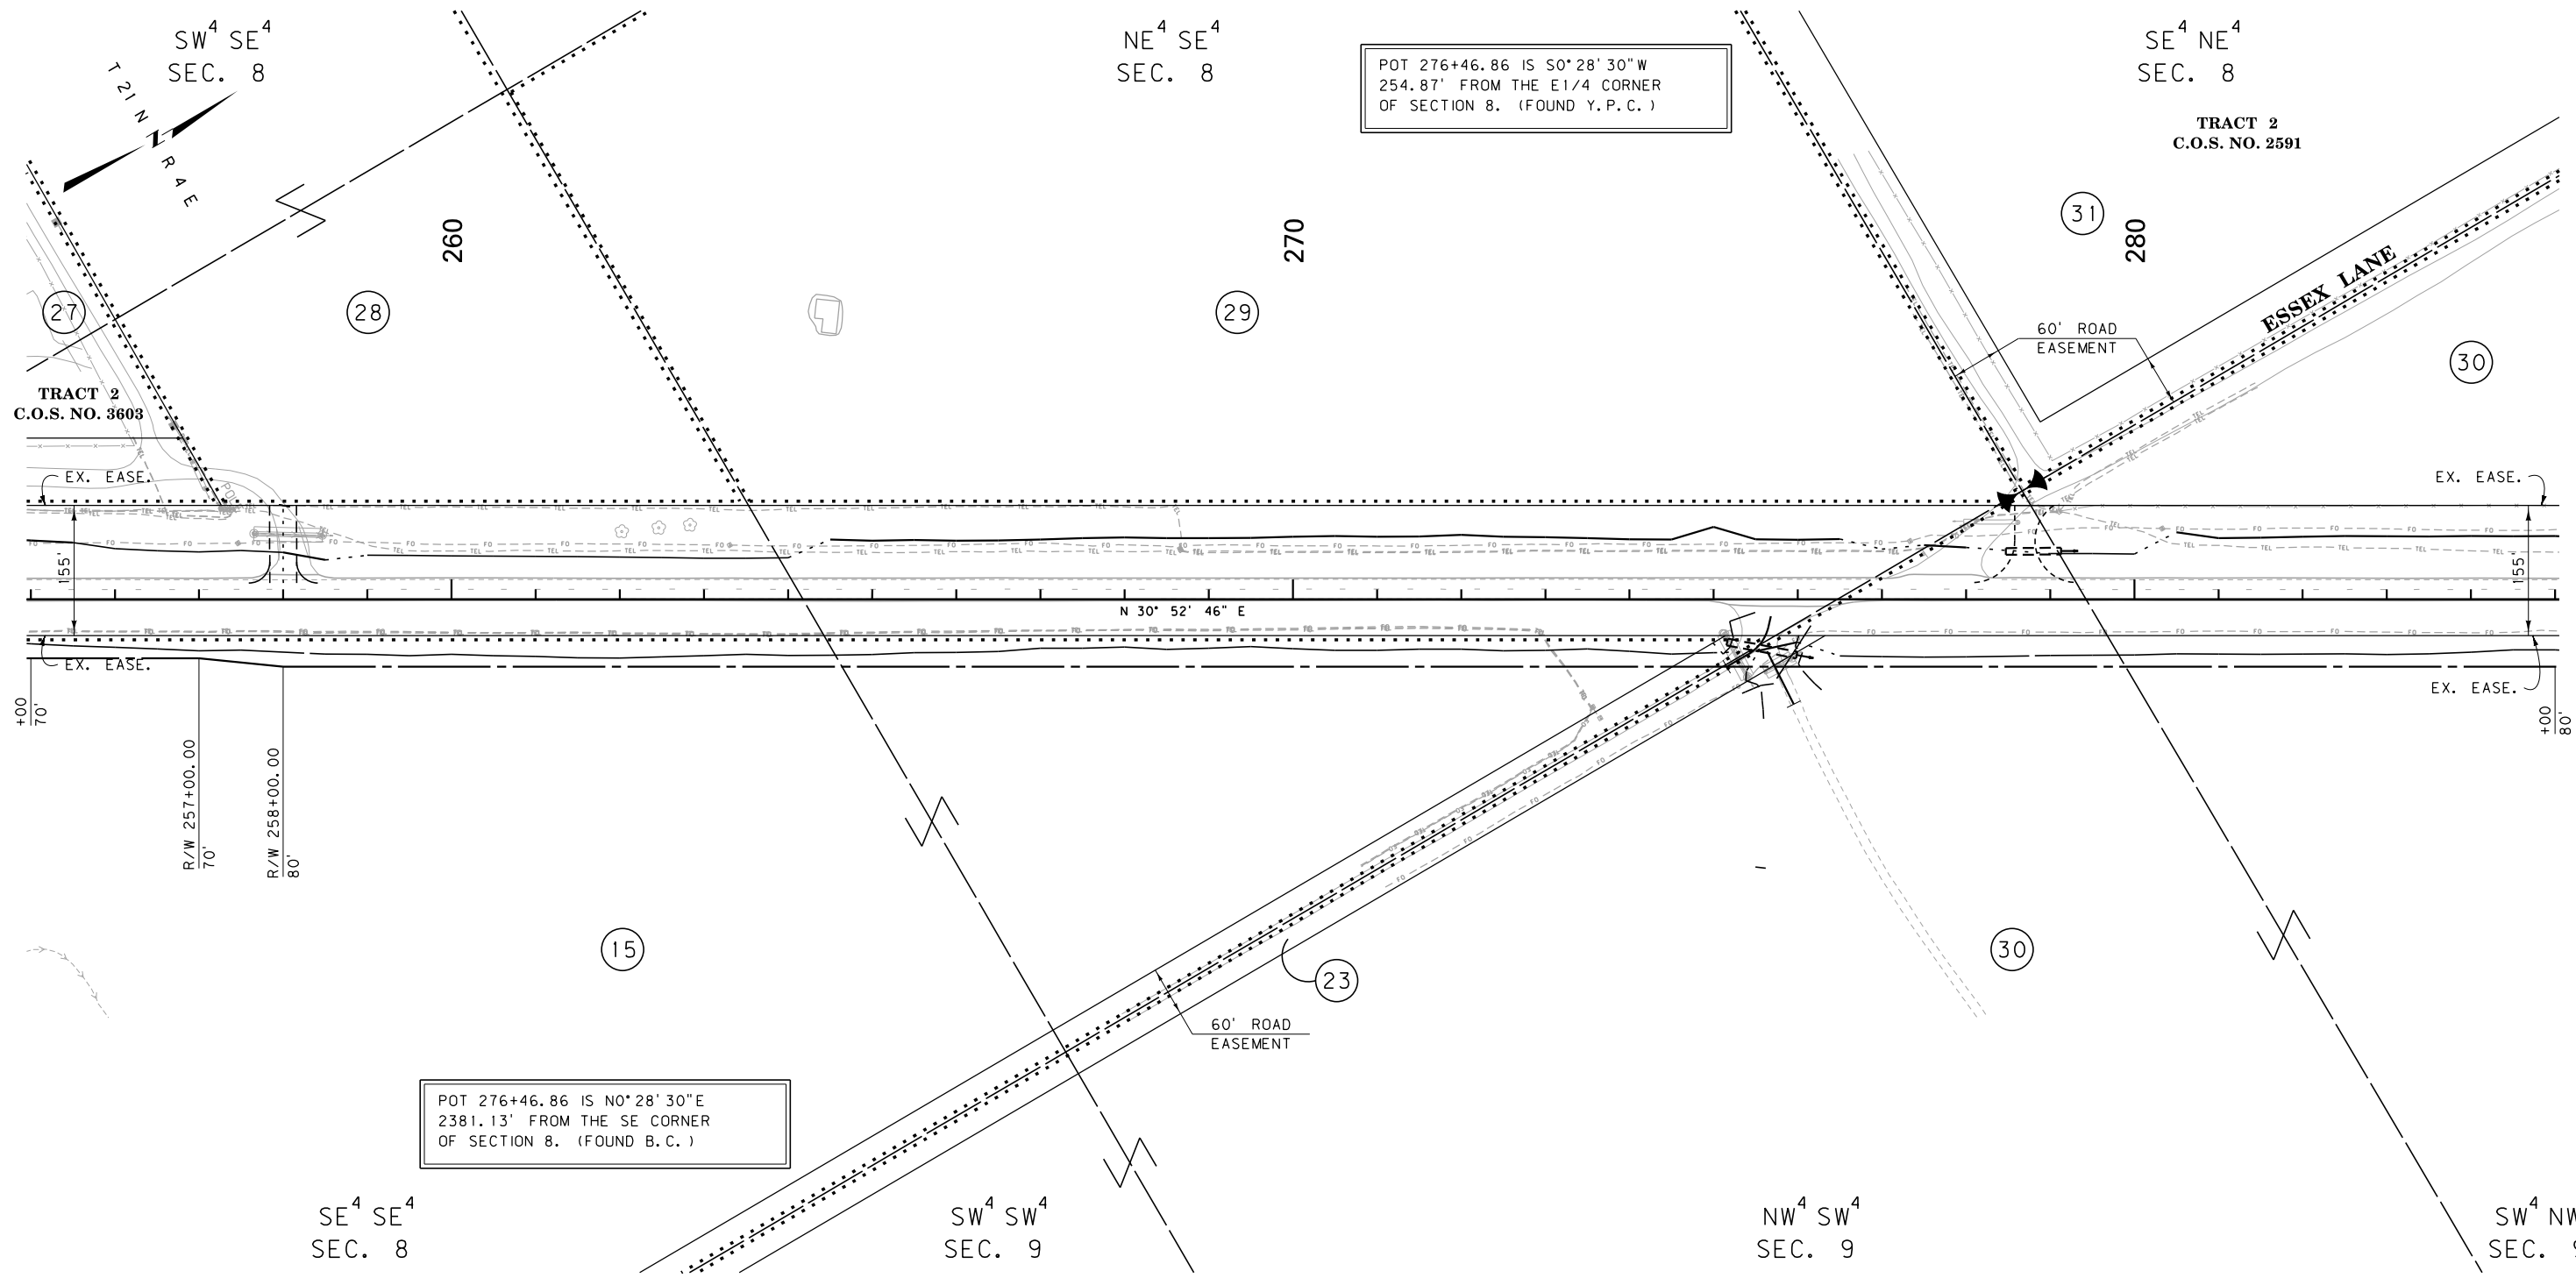 SW⁴ SE⁴
SEC. 8
NE⁴ SE⁴
SEC. 8
SE⁴ NE⁴
SEC. 8
T 21 N
R 4 E
Z
POT 276+46.86 IS S0°28'30"W
254.87' FROM THE E1/4 CORNER
OF SECTION 8. (FOUND Y.P.C.)
TRACT 2
C.O.S. NO. 2591
31
260
270
280
ESSEX LANE
27
28
29
60' ROAD
EASEMENT
30
TRACT 2
C.O.S. NO. 3603
EX. EASE.
EX. EASE.
155'
155'
N 30° 52' 46" E
EX. EASE.
EX. EASE.
+00
70'
R/W 257+00.00
70'
R/W 258+00.00
80'
+00
80'
15
23
30
60' ROAD
EASEMENT
POT 276+46.86 IS N0°28'30"E
2381.13' FROM THE SE CORNER
OF SECTION 8. (FOUND B.C.)
SE⁴ SE⁴
SEC. 8
SW⁴ SW⁴
SEC. 9
NW⁴ SW⁴
SEC. 9
SW⁴ NW
SEC. 9